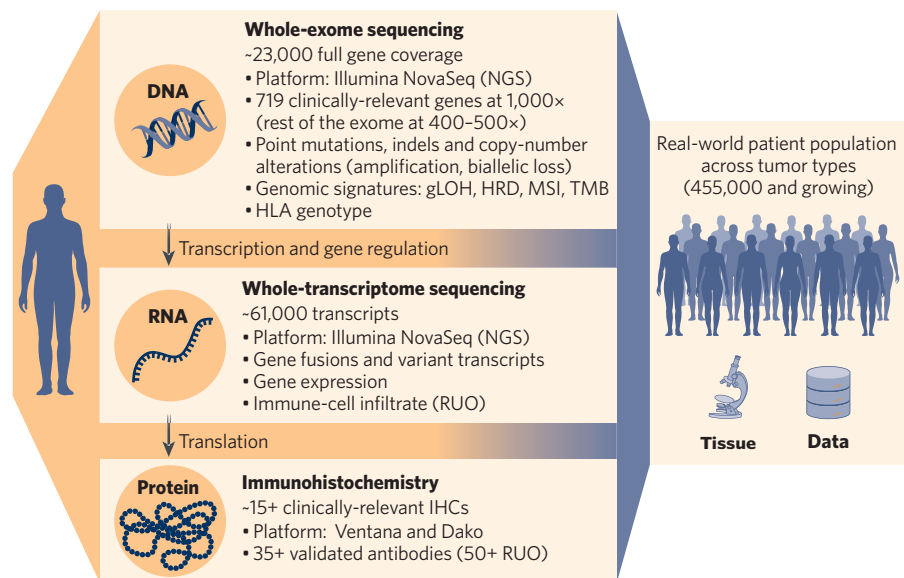 Whole-exome sequencing
~23,000 full gene coverage
• Platform: Illumina NovaSeq (NGS)
• 719 clinically-relevant genes at 1,000×
(rest of the exome at 400–500×)
• Point mutations, indels and copy-number
alterations (amplification, biallelic loss)
• Genomic signatures: gLOH, HRD, MSI, TMB
• HLA genotype
DNA
Transcription and gene regulation
Whole-transcriptome sequencing
~61,000 transcripts
• Platform: Illumina NovaSeq (NGS)
• Gene fusions and variant transcripts
• Gene expression
• Immune-cell infiltrate (RUO)
RNA
Translation
Protein
Immunohistochemistry
~15+ clinically-relevant IHCs
• Platform: Ventana and Dako
• 35+ validated antibodies (50+ RUO)
Real-world patient population
across tumor types
(455,000 and growing)
Tissue
Data